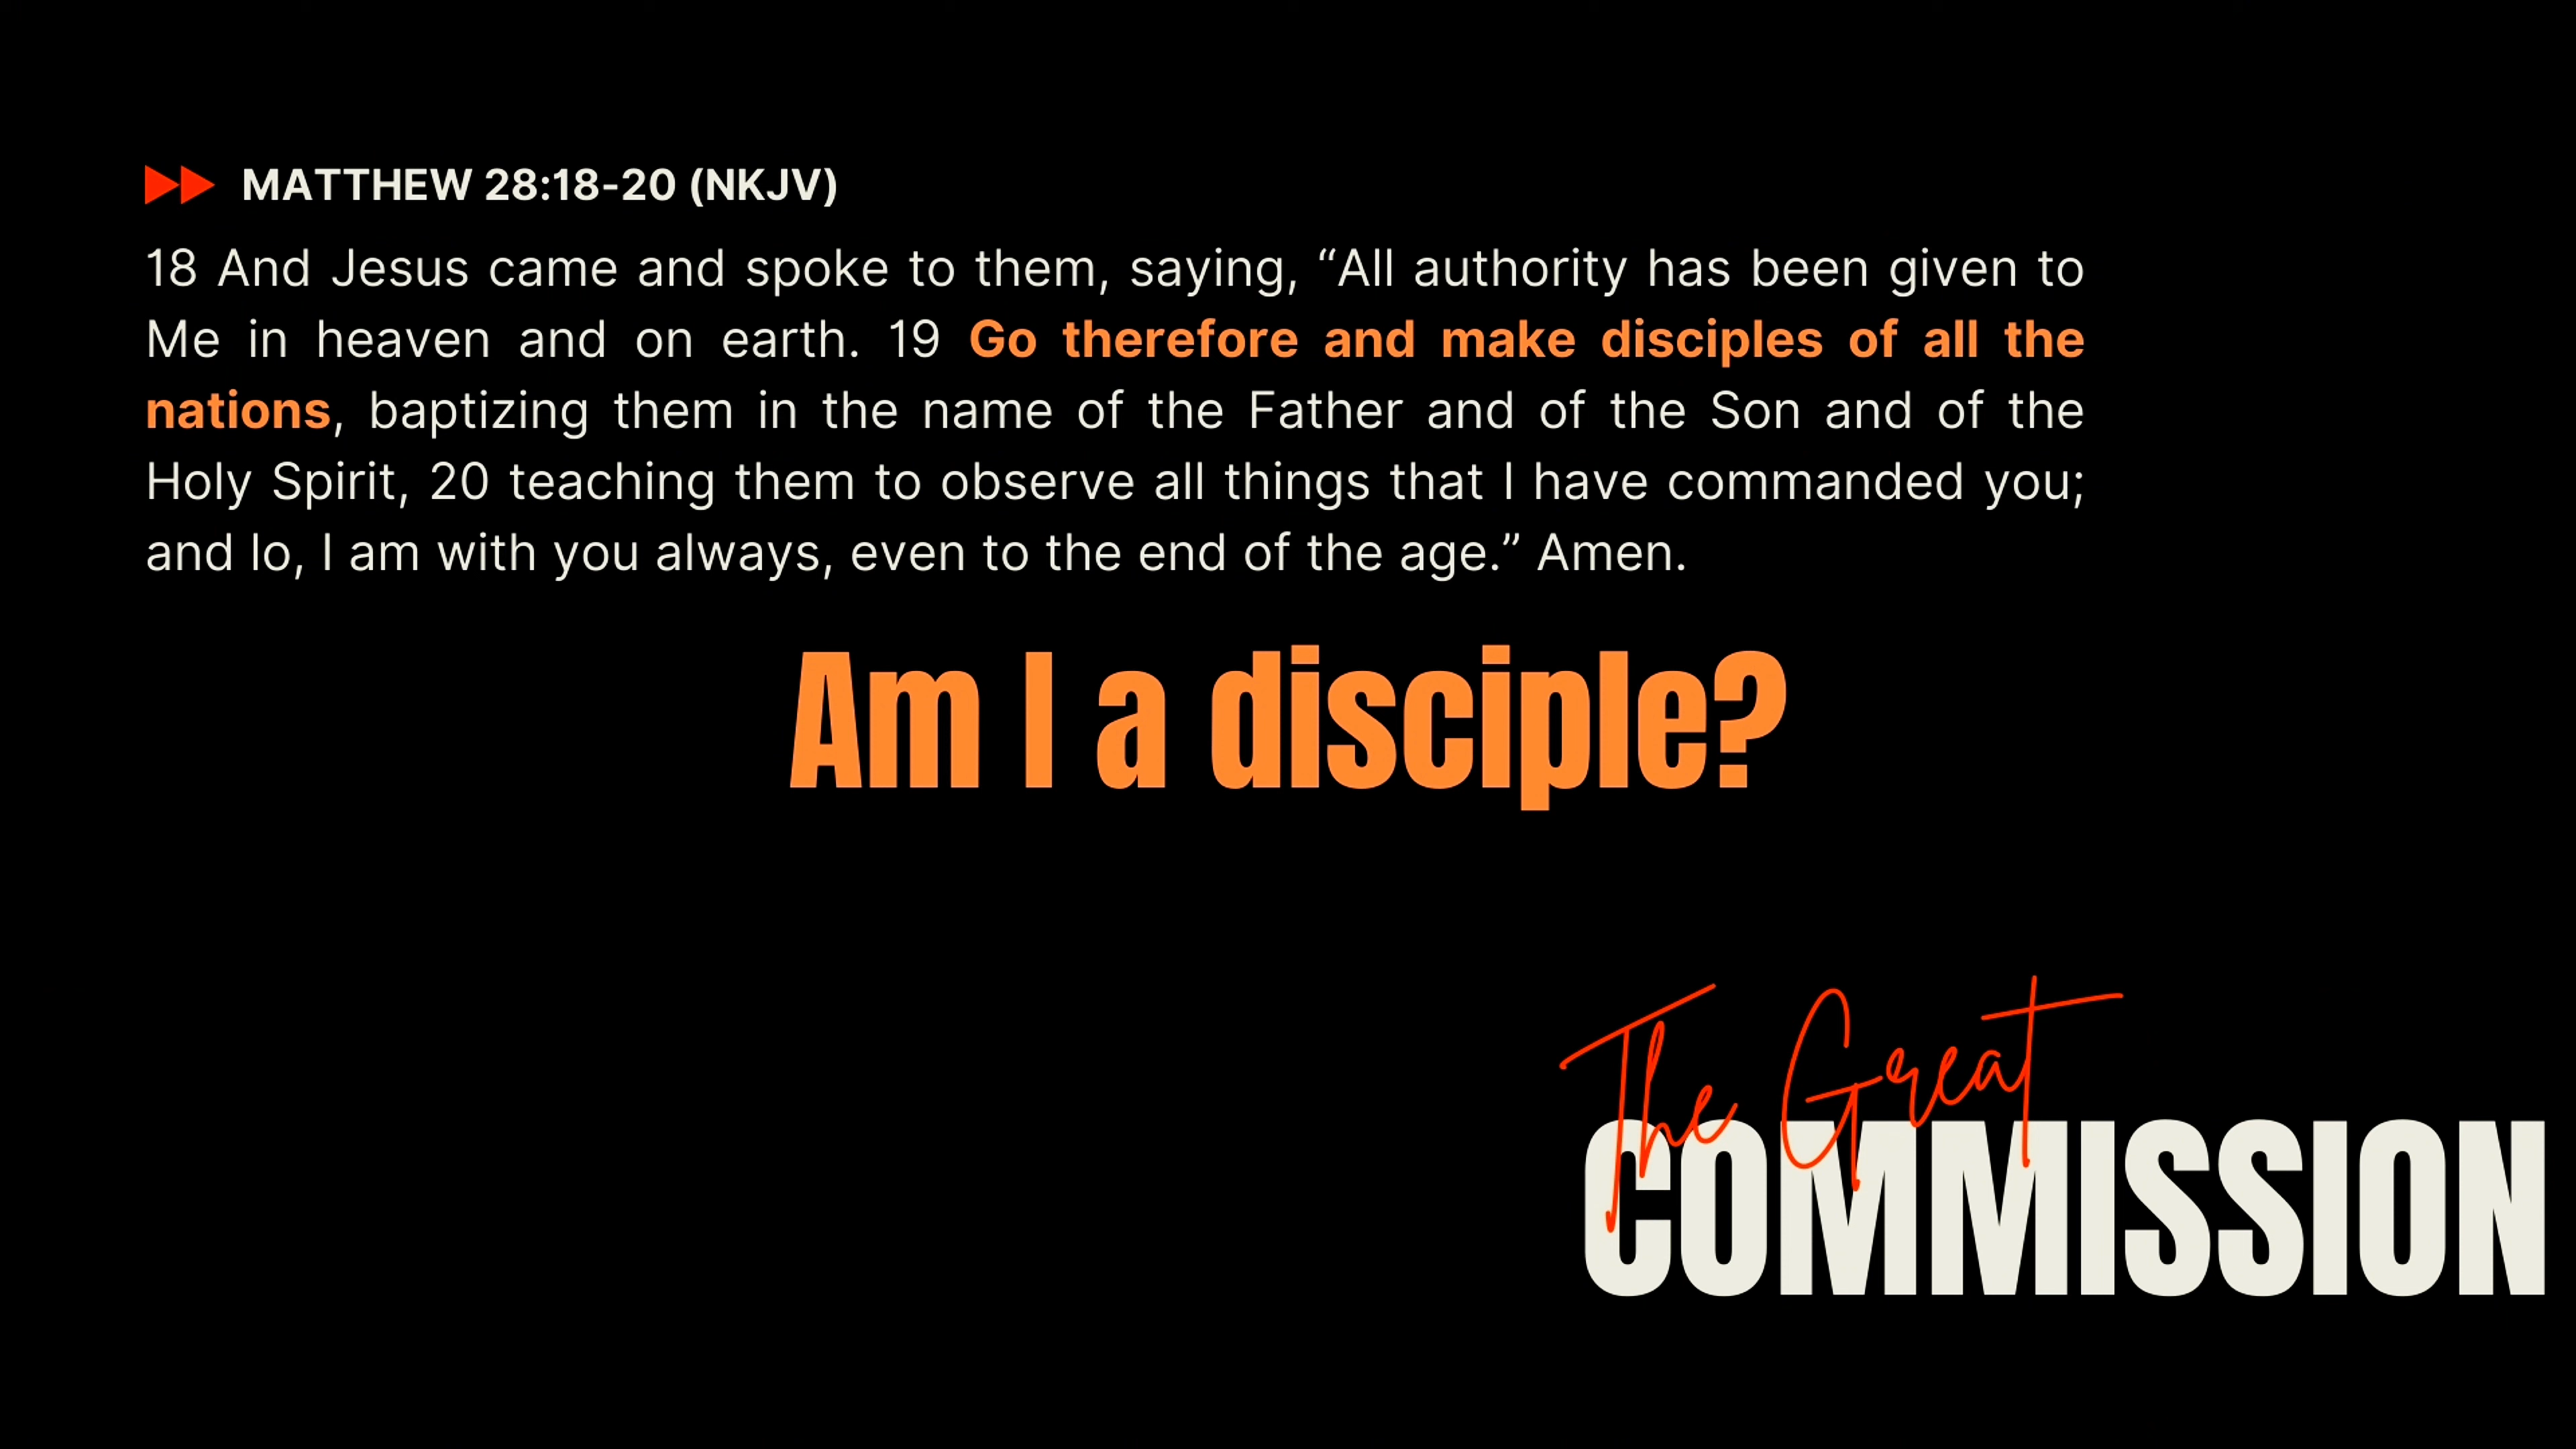 MATTHEW 28:18-20 (NKJV)
18 And Jesus came and spoke to them, saying, “All authority has been given to
Me in heaven and on earth. 19 Go therefore and make disciples of all the
nations, baptizing them in the name of the Father and of the Son and of the
Holy Spirit, 20 teaching them to observe all things that I have commanded you;
and lo, I am with you always, even to the end of the age.” Amen.
Am I a disciple?
The Great
COMMISSION